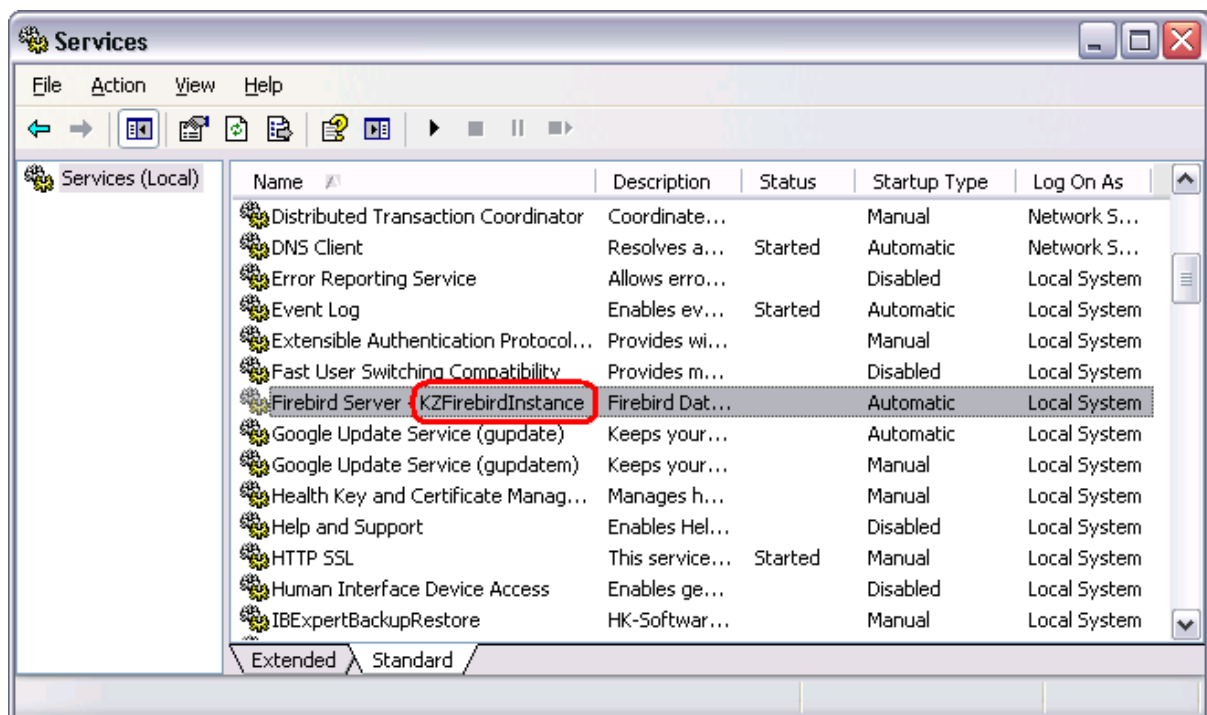 Services
File Action View Help
Services (Local)
Name Description Status Startup Type Log On As
Distributed Transaction Coordinator Coordinate... Manual Network S...
DNS Client Resolves a... Started Automatic Network S...
Error Reporting Service Allows erro... Disabled Local System
Event Log Enables ev... Started Automatic Local System
Extensible Authentication Protocol... Provides wi... Manual Local System
Fast User Switching Compatibility Provides m... Disabled Local System
Firebird Server - KZFirebirdInstance Firebird Dat... Automatic Local System
Google Update Service (gupdate) Keeps your... Automatic Local System
Google Update Service (gupdatem) Keeps your... Manual Local System
Health Key and Certificate Manag... Manages h... Manual Local System
Help and Support Enables Hel... Disabled Local System
HTTP SSL This service... Started Manual Local System
Human Interface Device Access Enables ge... Disabled Local System
IBExpertBackupRestore HK-Softwar... Manual Local System
Extended Standard